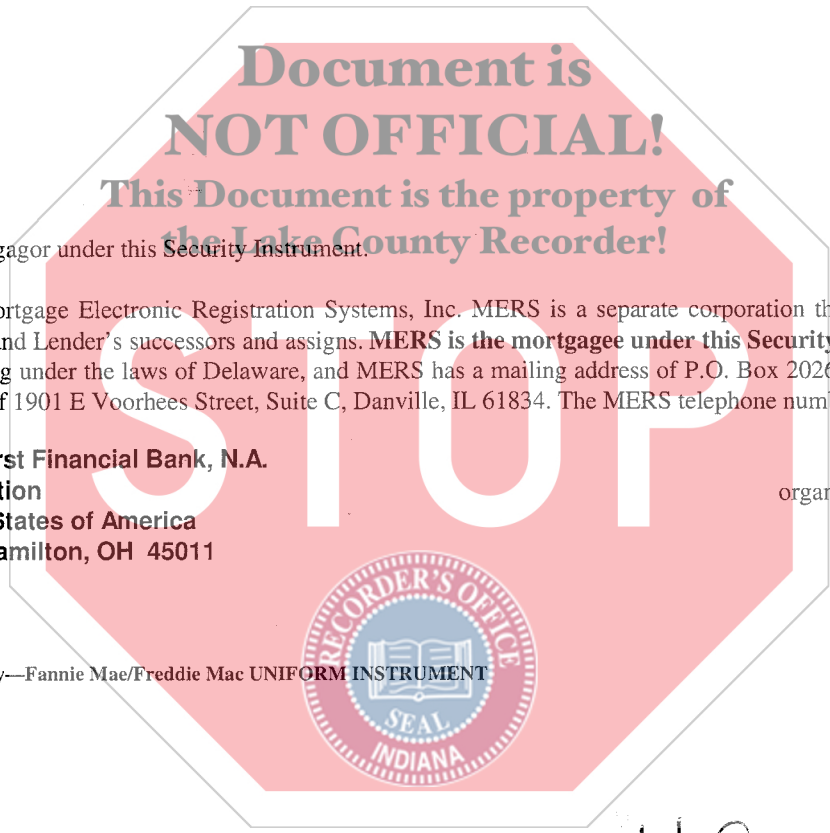 Document is
NOT OFFICIAL!
This Document is the property of
the Lake County Recorder!
gagor under this Security Instrument.
ortgage Electronic Registration Systems, Inc. MERS is a separate corporation th
nd Lender's successors and assigns. MERS is the mortgagee under this Security
g under the laws of Delaware, and MERS has a mailing address of P.O. Box 2026
f 1901 E Voorhees Street, Suite C, Danville, IL 61834. The MERS telephone num
STOP
rst Financial Bank, N.A.
tion organ
States of America
amilton, OH 45011
RECORDER'S OFFICE
SEAL
INDIANA
y—Fannie Mae/Freddie Mac UNIFORM INSTRUMENT